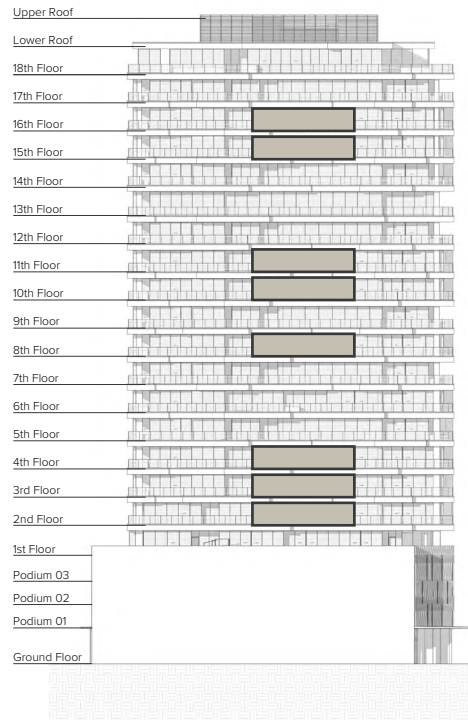 Upper Roof
Lower Roof
18th Floor
17th Floor
16th Floor
15th Floor
14th Floor
13th Floor
12th Floor
11th Floor
10th Floor
9th Floor
8th Floor
7th Floor
6th Floor
5th Floor
4th Floor
3rd Floor
2nd Floor
1st Floor
Podium 03
Podium 02
Podium 01
Ground Floor